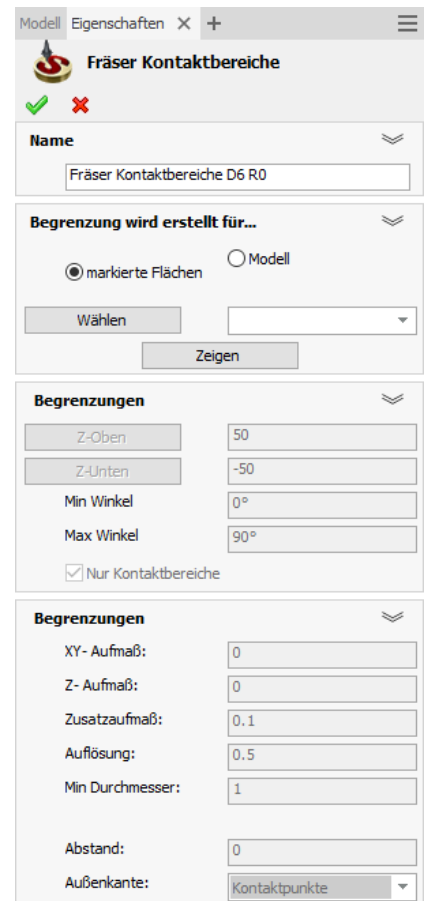 Modell Eigenschaften
Fräser Kontaktbereiche
Name
Fräser Kontaktbereiche D6 R0
Begrenzung wird erstellt für...
markierte Flächen Modell
Wählen
Zeigen
Begrenzungen
Z-Oben 50
Z-Unten -50
Min Winkel 0°
Max Winkel 90°
Nur Kontaktbereiche
Begrenzungen
XY- Aufmaß: 0
Z- Aufmaß: 0
Zusatzaufmaß: 0.1
Auflösung: 0.5
Min Durchmesser: 1
Abstand: 0
Außenkante: Kontaktpunkte